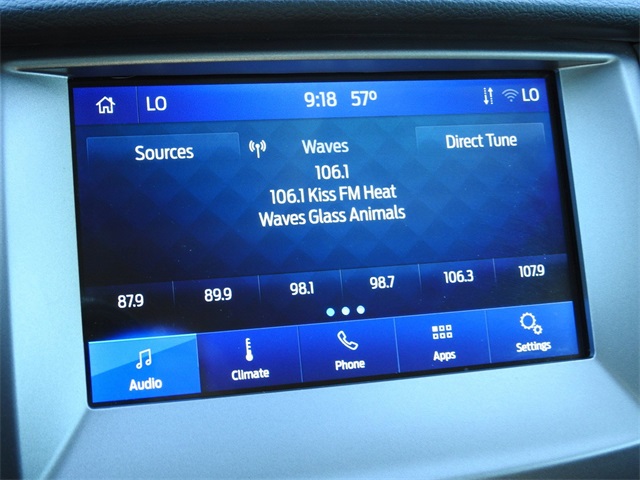 LO 9:18 57° LO
Sources Waves Direct Tune
106.1
106.1 Kiss FM Heat
Waves Glass Animals
87.9 89.9 98.1 98.7 106.3 107.9
Audio Climate Phone Apps Settings